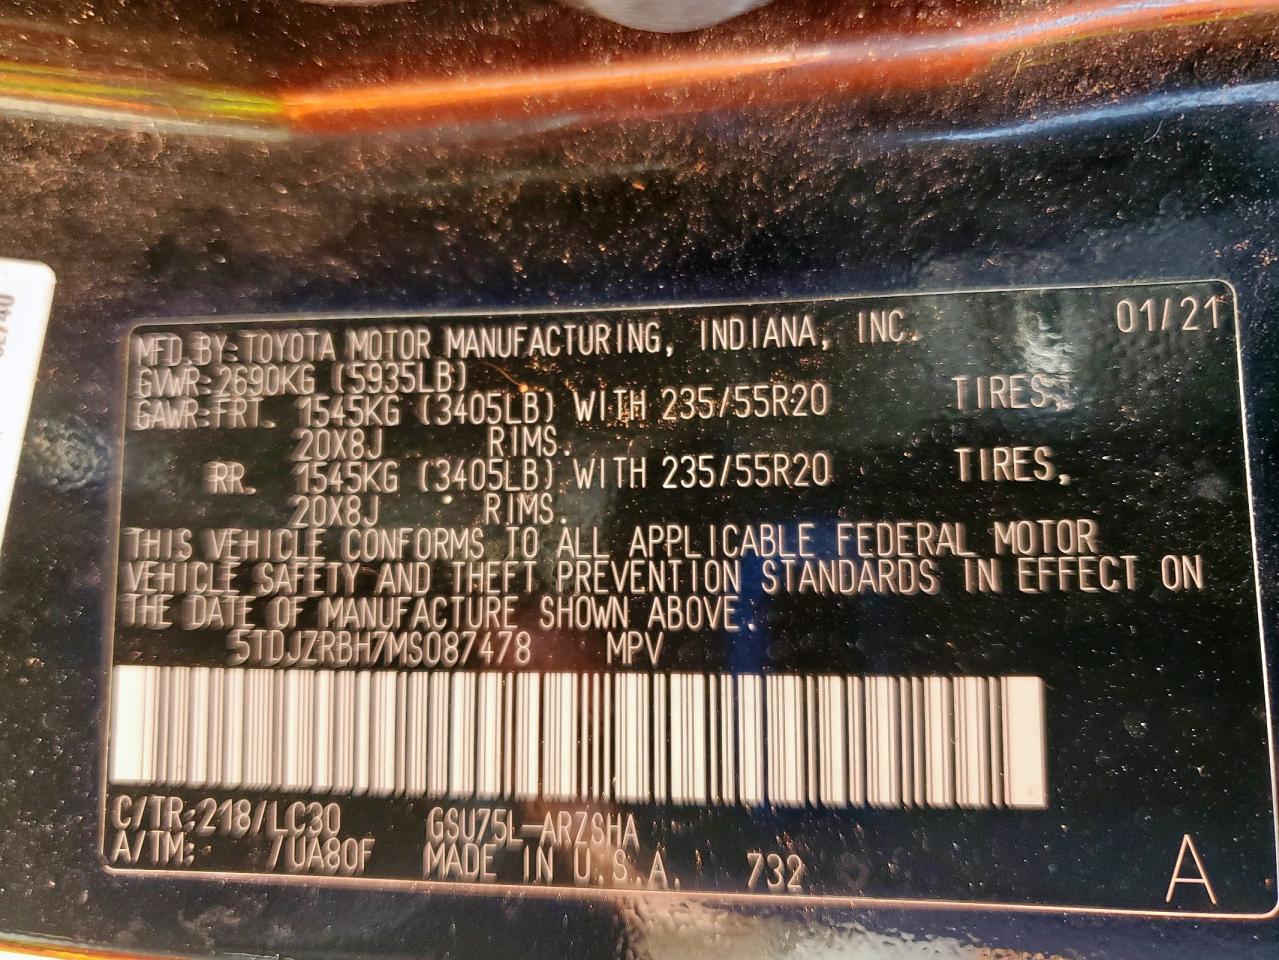 MFD.BY:TOYOTA MOTOR MANUFACTURING, INDIANA, INC. 01/21
GVWR:2690KG (5935LB)
GAWR:FRT. 1545KG (3405LB) WITH 235/55R20 TIRES,
20X8J RIMS.
RR. 1545KG (3405LB) WITH 235/55R20 TIRES,
20X8J RIMS.
THIS VEHICLE CONFORMS TO ALL APPLICABLE FEDERAL MOTOR
VEHICLE SAFETY AND THEFT PREVENTION STANDARDS IN EFFECT ON
THE DATE OF MANUFACTURE SHOWN ABOVE.
5TDJZRBH7MS087478 MPV
C/TR:218/LC30 GSU75L-ARZSHA
A/TM: /UA80F MADE IN U.S.A. 732 A